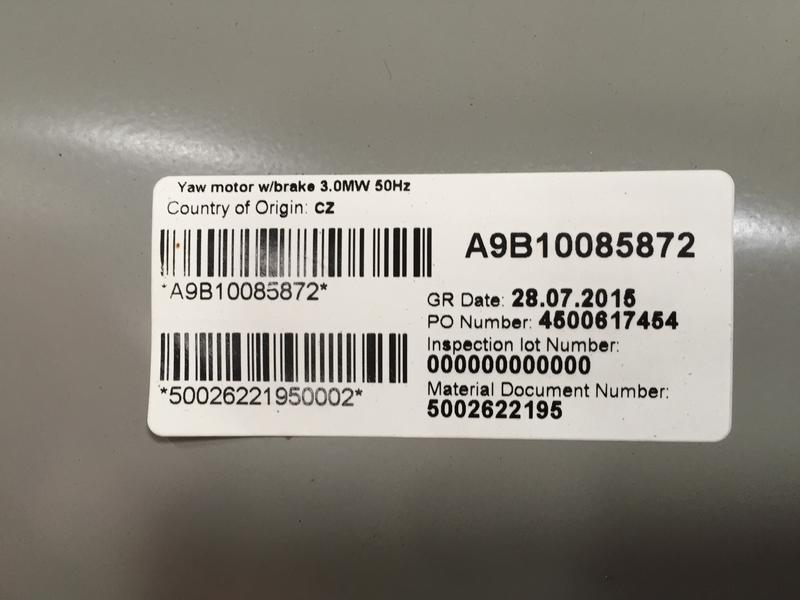 Yaw motor w/brake 3.0MW 50Hz
Country of Origin: CZ
A9B10085872
*A9B10085872*
GR Date: 28.07.2015
PO Number: 4500617454
Inspection lot Number:
000000000000
Material Document Number:
5002622195
*50026221950002*